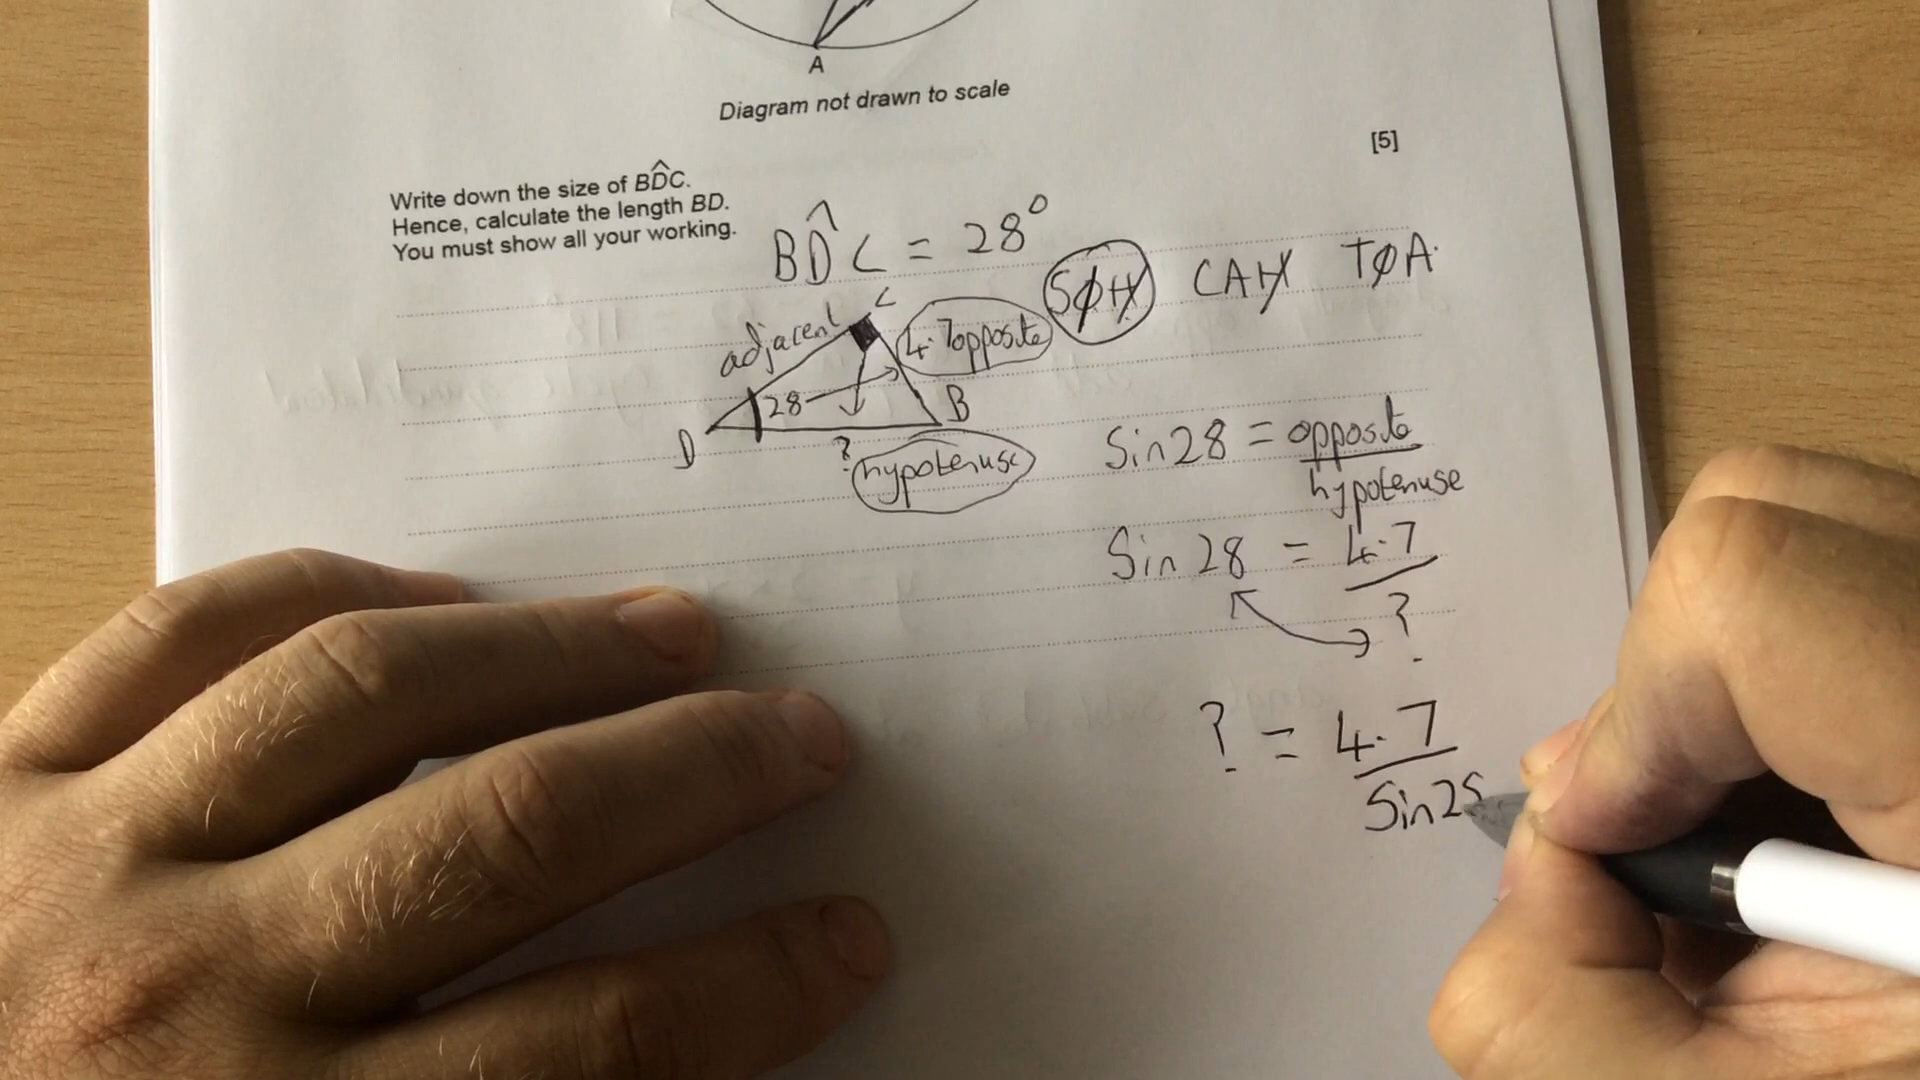 A
Diagram not drawn to scale
[5]
Write down the size of BD̂C.
Hence, calculate the length BD.
You must show all your working.
BD̂C = 28°
SOH CAH TOA
C
adjacent
4.7 opposite
28
B
D
?
hypotenuse
Sin28 = opposite
hypotenuse
Sin 28 = 4.7
?
? = 4.7
Sin28